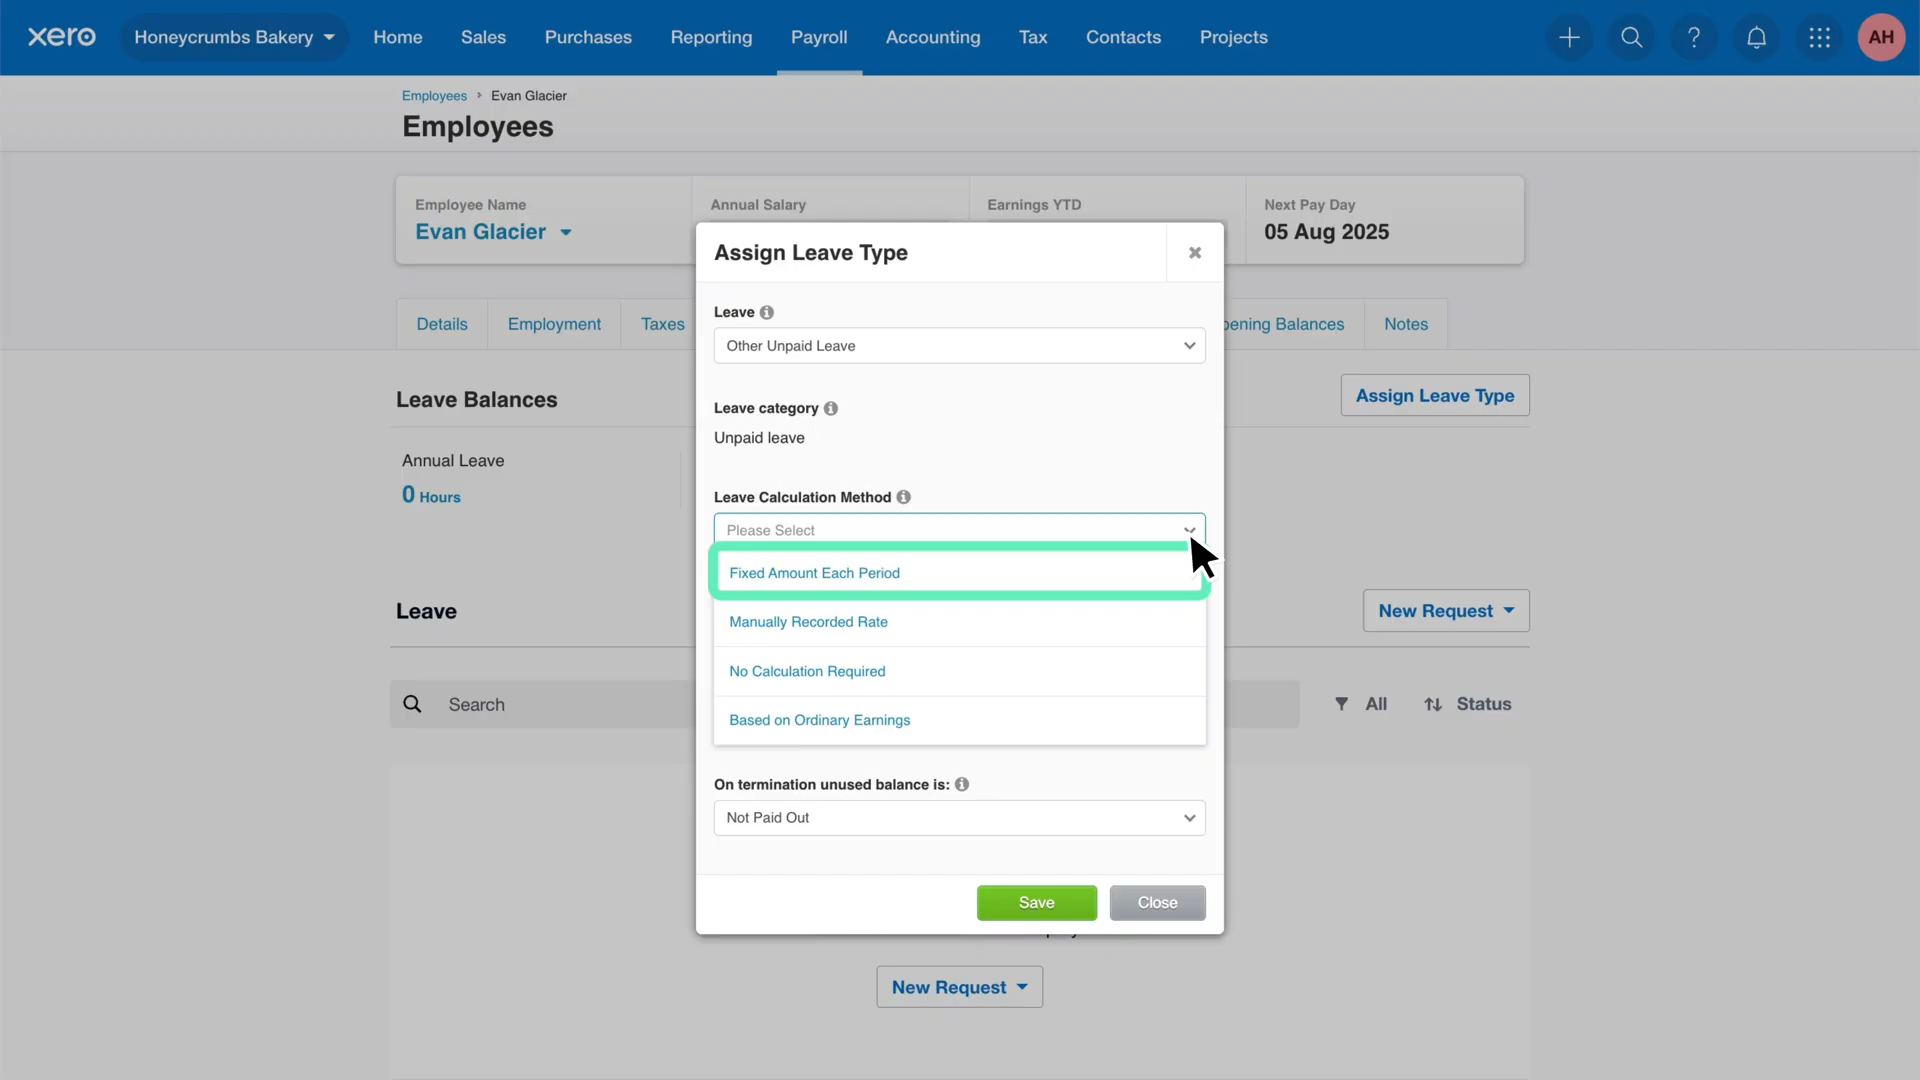 xero
Honeycrumbs Bakery
Home
Sales
Purchases
Reporting
Payroll
Accounting
Tax
Contacts
Projects
AH
Employees › Evan Glacier
Employees
Employee Name
Evan Glacier
Annual Salary
Earnings YTD
Next Pay Day
05 Aug 2025
Details
Employment
Taxes
pening Balances
Notes
Leave Balances
Assign Leave Type
Annual Leave
0 Hours
Leave
New Request
Search
All
Status
Assign Leave Type
Leave
Other Unpaid Leave
Leave category
Unpaid leave
Leave Calculation Method
Please Select
Fixed Amount Each Period
Manually Recorded Rate
No Calculation Required
Based on Ordinary Earnings
On termination unused balance is:
Not Paid Out
Save
Close
New Request